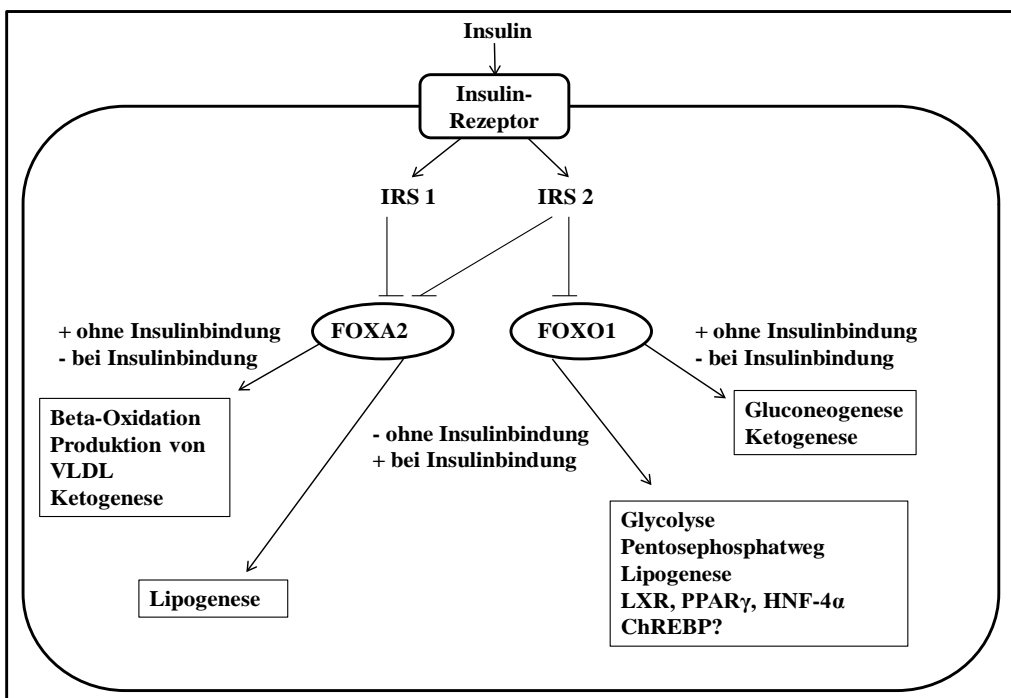 Insulin
Insulin-
Rezeptor
IRS 1
IRS 2
FOXA2
FOXO1
+ ohne Insulinbindung
- bei Insulinbindung
+ ohne Insulinbindung
- bei Insulinbindung
Beta-Oxidation
Produktion von
VLDL
Ketogenese
Gluconeogenese
Ketogenese
- ohne Insulinbindung
+ bei Insulinbindung
Lipogenese
Glycolyse
Pentosephosphatweg
Lipogenese
LXR, PPARγ, HNF-4α
ChREBP?